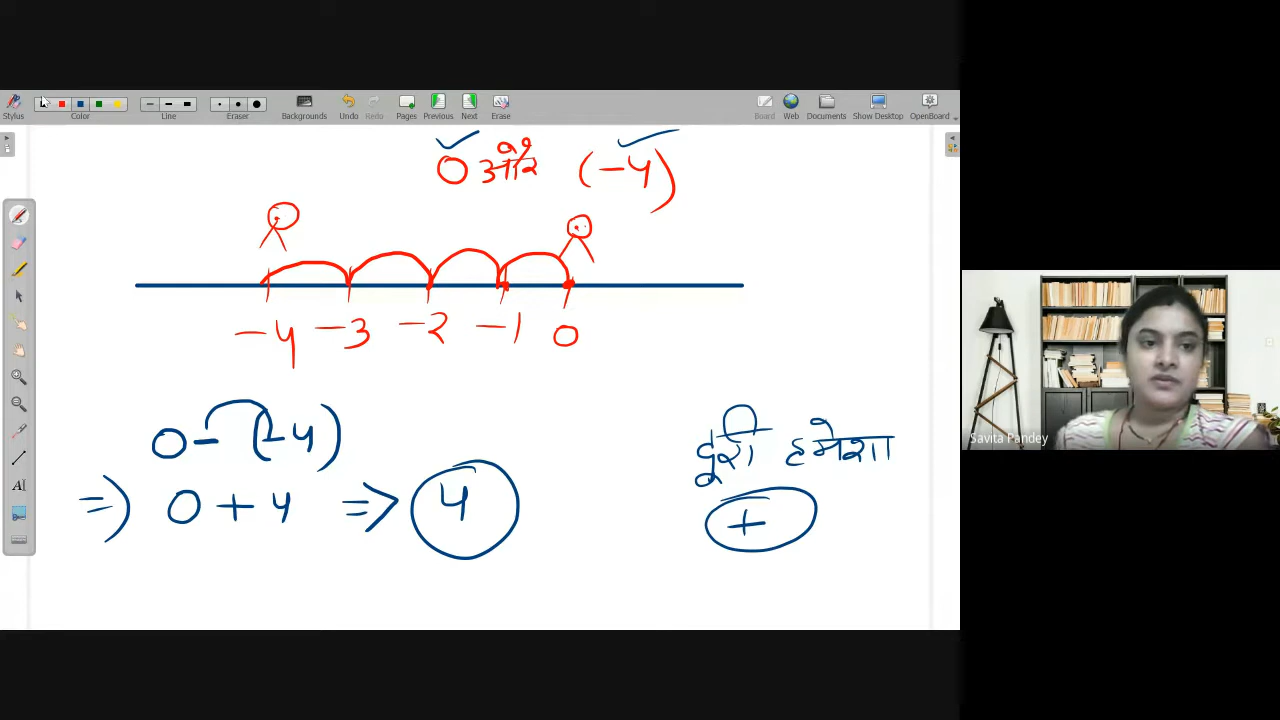 Stylus Color Line Eraser Backgrounds Undo Redo Pages Previous Next Erase Board Web Documents Show Desktop OpenBoard
0 और (-4)
-4 -3 -2 -1 0
0 - (-4)
दूरी हमेशा
=> 0 + 4 => 4
+
Savita Pandey